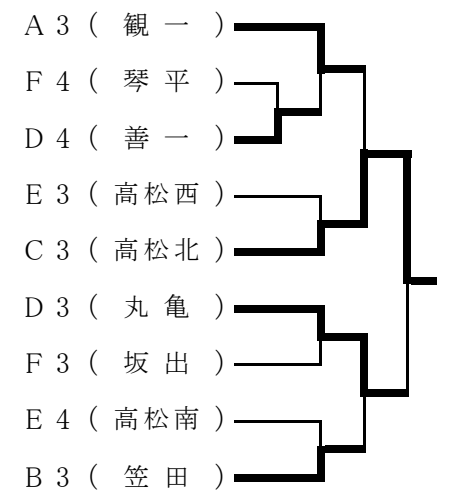 A３（ 観 一 ）
F４（ 琴 平 ）
D４（ 善 一 ）
E３（ 高松西 ）
C３（ 高松北 ）
D３（ 丸 亀 ）
F３（ 坂 出 ）
E４（ 高松南 ）
B３（ 笠 田 ）